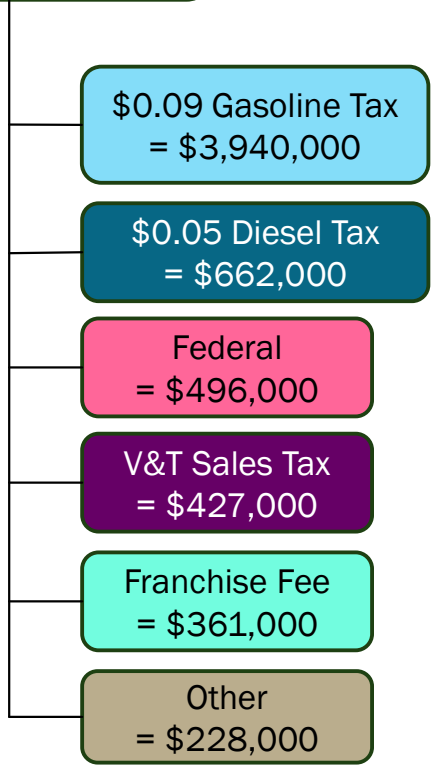 $0.09 Gasoline Tax
= $3,940,000
$0.05 Diesel Tax
= $662,000
Federal
= $496,000
V&T Sales Tax
= $427,000
Franchise Fee
= $361,000
Other
= $228,000